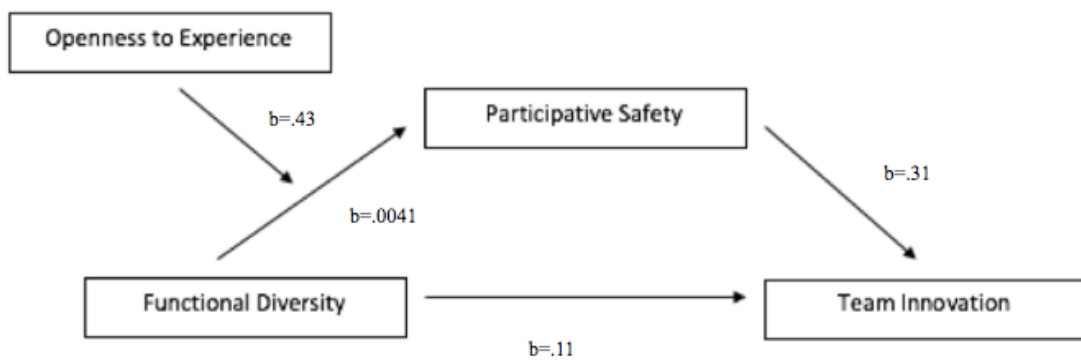 Openness to Experience
b=.43
Participative Safety
b=.31
b=.0041
Functional Diversity
Team Innovation
b=.11